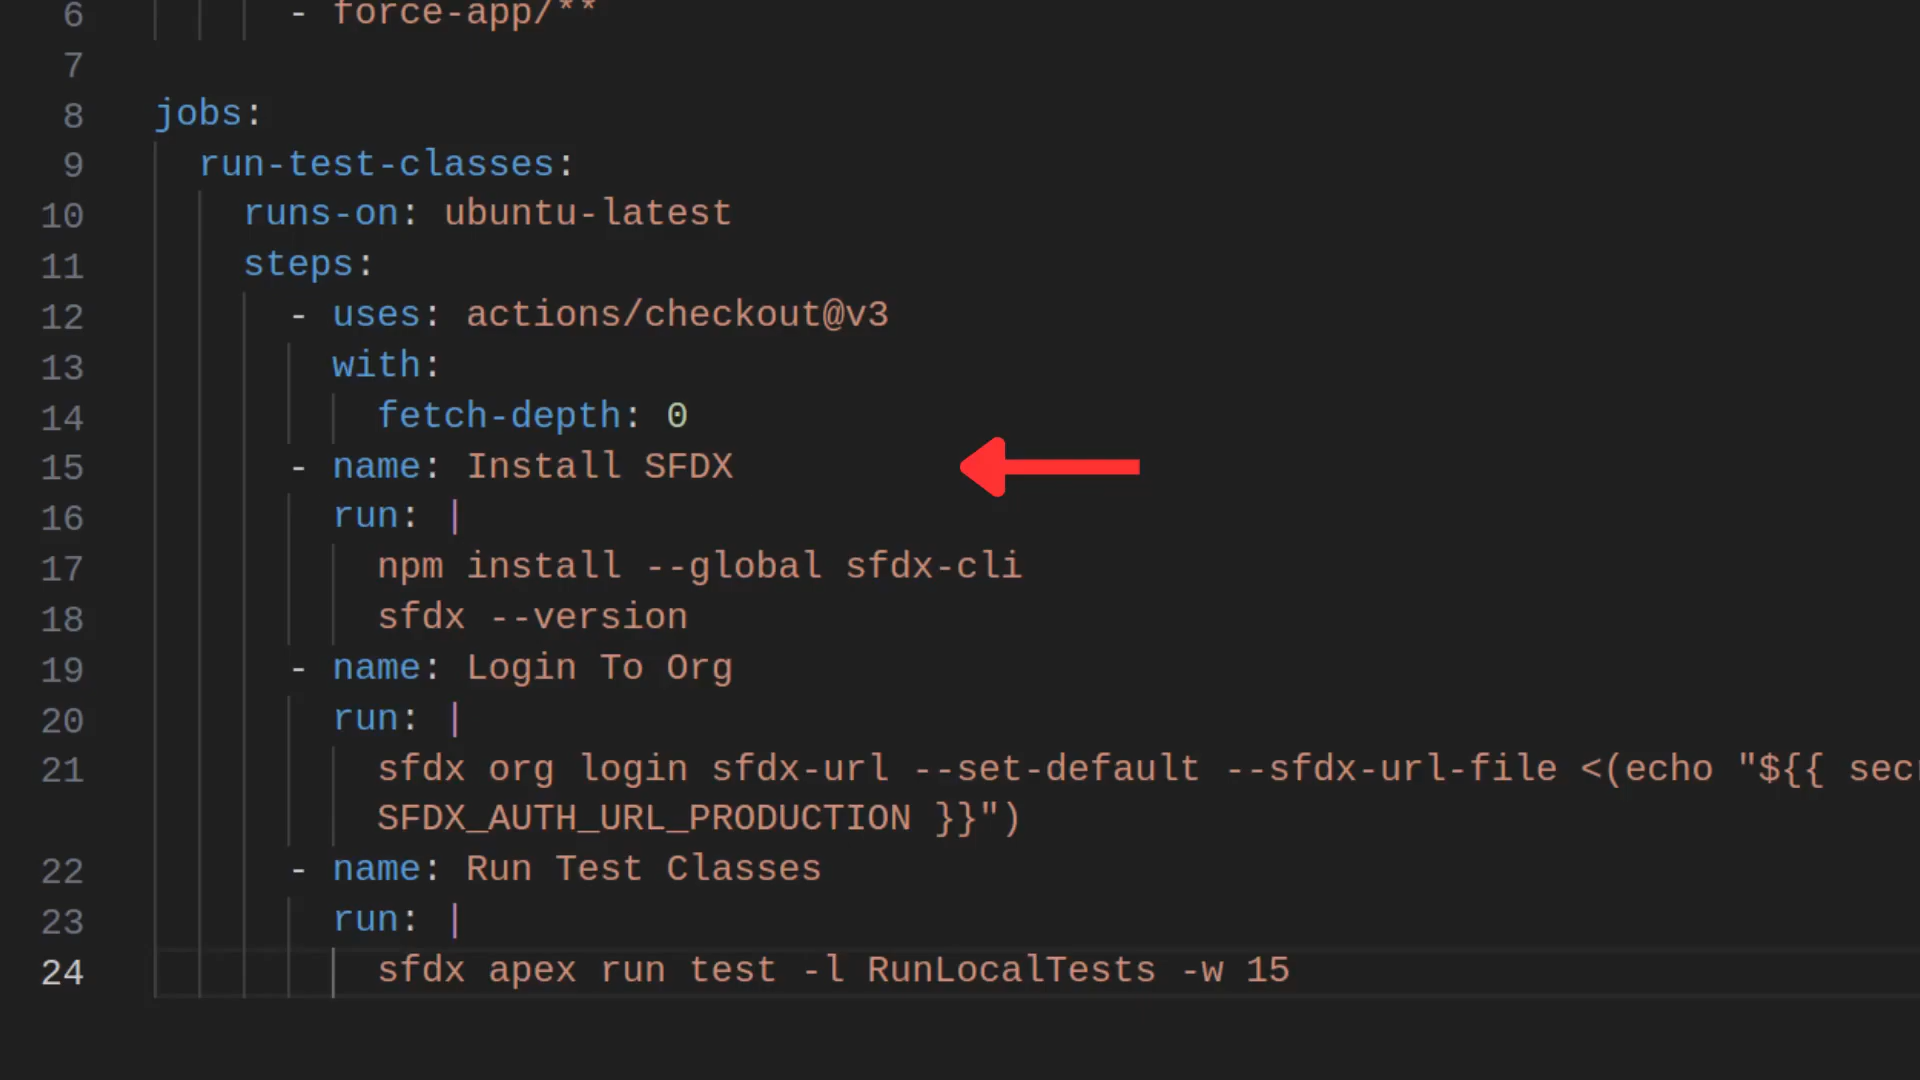 6 - force-app/**
7
8 jobs:
9 run-test-classes:
10 runs-on: ubuntu-latest
11 steps:
12 - uses: actions/checkout@v3
13 with:
14 fetch-depth: 0
15 - name: Install SFDX
16 run: |
17 npm install --global sfdx-cli
18 sfdx --version
19 - name: Login To Org
20 run: |
21 sfdx org login sfdx-url --set-default --sfdx-url-file <(echo "${{
SFDX_AUTH_URL_PRODUCTION }}")
22 - name: Run Test Classes
23 run: |
24 sfdx apex run test -l RunLocalTests -w 15